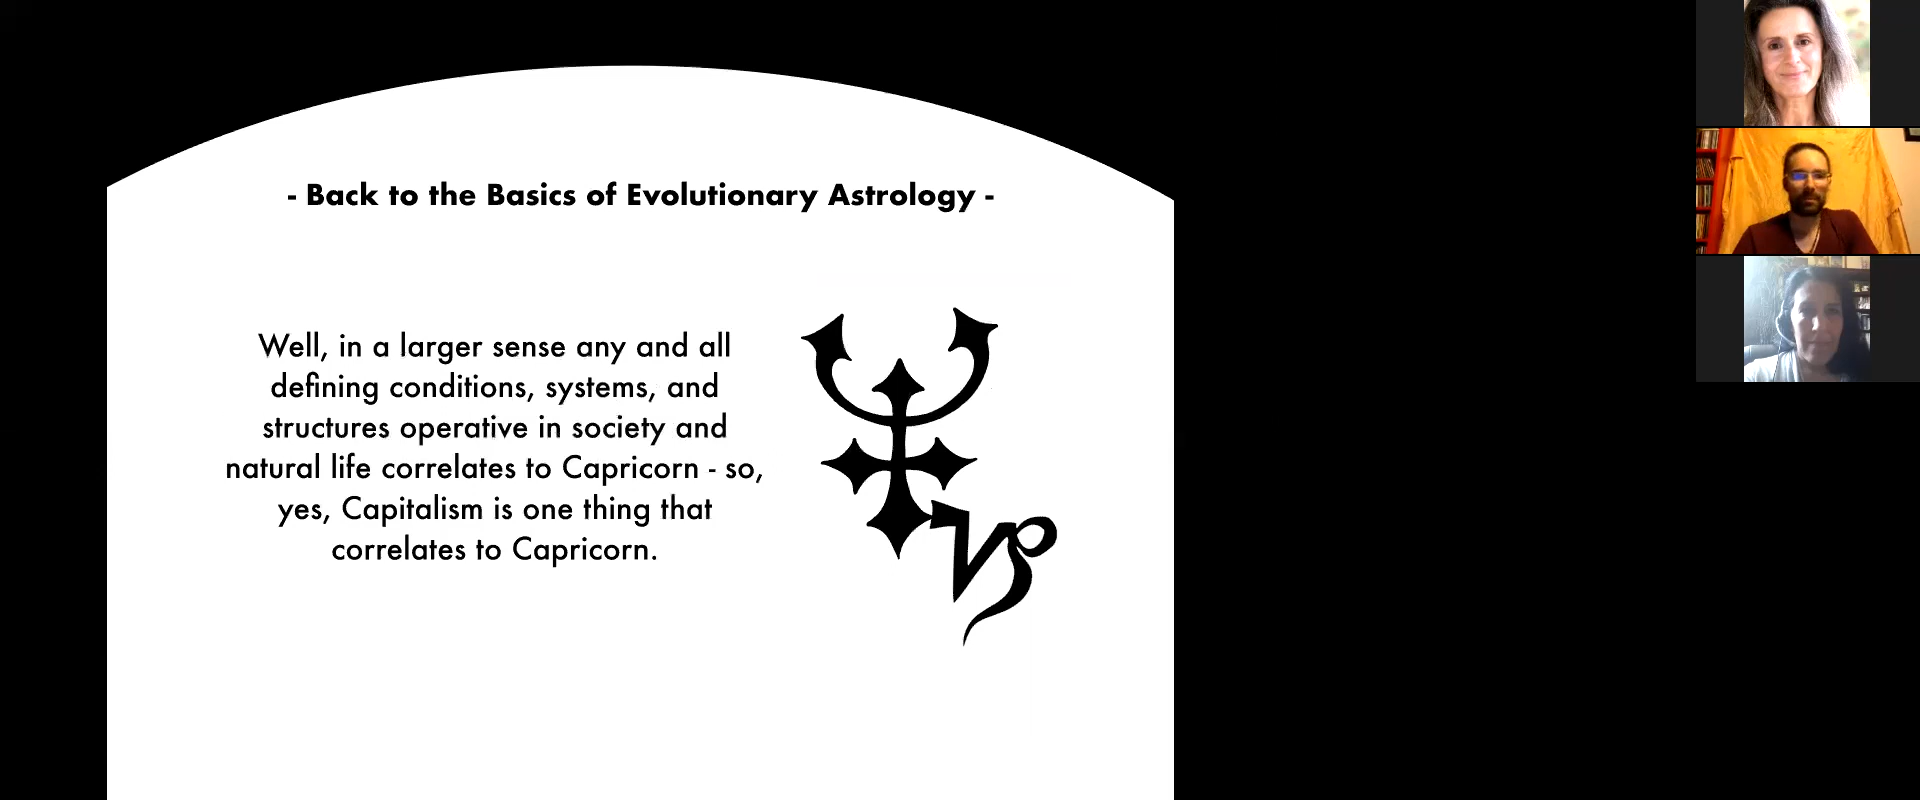 - Back to the Basics of Evolutionary Astrology -
Well, in a larger sense any and all
defining conditions, systems, and
structures operative in society and
natural life correlates to Capricorn - so,
yes, Capitalism is one thing that
correlates to Capricorn.